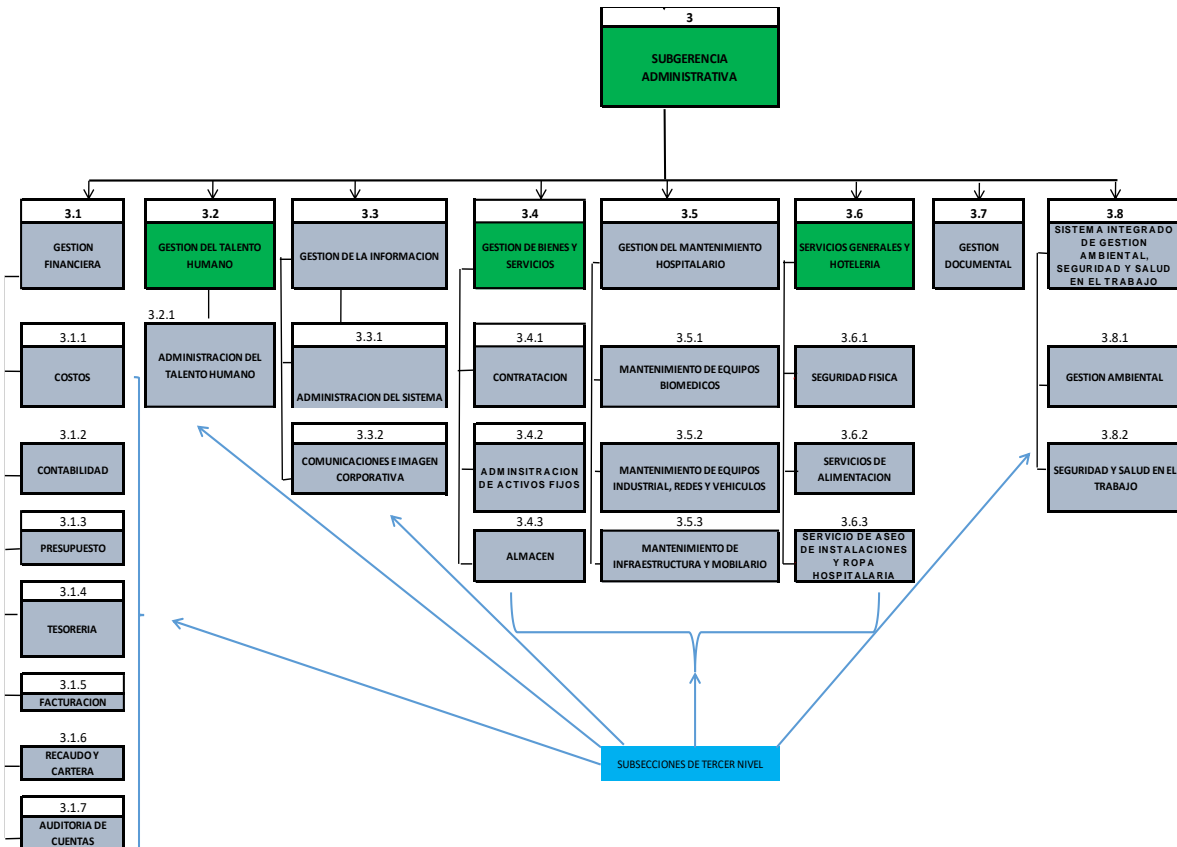 3
SUBGERENCIA
ADMINISTRATIVA
3.1
GESTION
FINANCIERA
3.2
GESTION DEL TALENTO
HUMANO
3.3
GESTION DE LA INFORMACION
3.4
GESTION DE BIENES Y
SERVICIOS
3.5
GESTION DEL MANTENIMIENTO
HOSPITALARIO
3.6
SERVICIOS GENERALES Y
HOTELERIA
3.7
GESTION
DOCUMENTAL
3.8
SISTEMA INTEGRADO
DE GESTION
AMBIENTAL,
SEGURIDAD Y SALUD
EN EL TRABAJO
3.1.1
COSTOS
3.1.2
CONTABILIDAD
3.1.3
PRESUPUESTO
3.1.4
TESORERIA
3.1.5
FACTURACION
3.1.6
RECAUDO Y
CARTERA
3.1.7
AUDITORIA DE
CUENTAS
3.2.1
ADMINISTRACION DEL
TALENTO HUMANO
3.3.1
ADMINISTRACION DEL SISTEMA
3.3.2
COMUNICACIONES E IMAGEN
CORPORATIVA
3.4.1
CONTRATACION
3.4.2
ADMINSITRACION
DE ACTIVOS FIJOS
3.4.3
ALMACEN
3.5.1
MANTENIMIENTO DE EQUIPOS
BIOMEDICOS
3.5.2
MANTENIMIENTO DE EQUIPOS
INDUSTRIAL, REDES Y VEHICULOS
3.5.3
MANTENIMIENTO DE
INFRAESTRUCTURA Y MOBILIARIO
3.6.1
SEGURIDAD FISICA
3.6.2
SERVICIOS DE
ALIMENTACION
3.6.3
SERVICIO DE ASEO
DE INSTALACIONES
Y ROPA
HOSPITALARIA
3.8.1
GESTION AMBIENTAL
3.8.2
SEGURIDAD Y SALUD EN EL
TRABAJO
SUBSECCIONES DE TERCER NIVEL